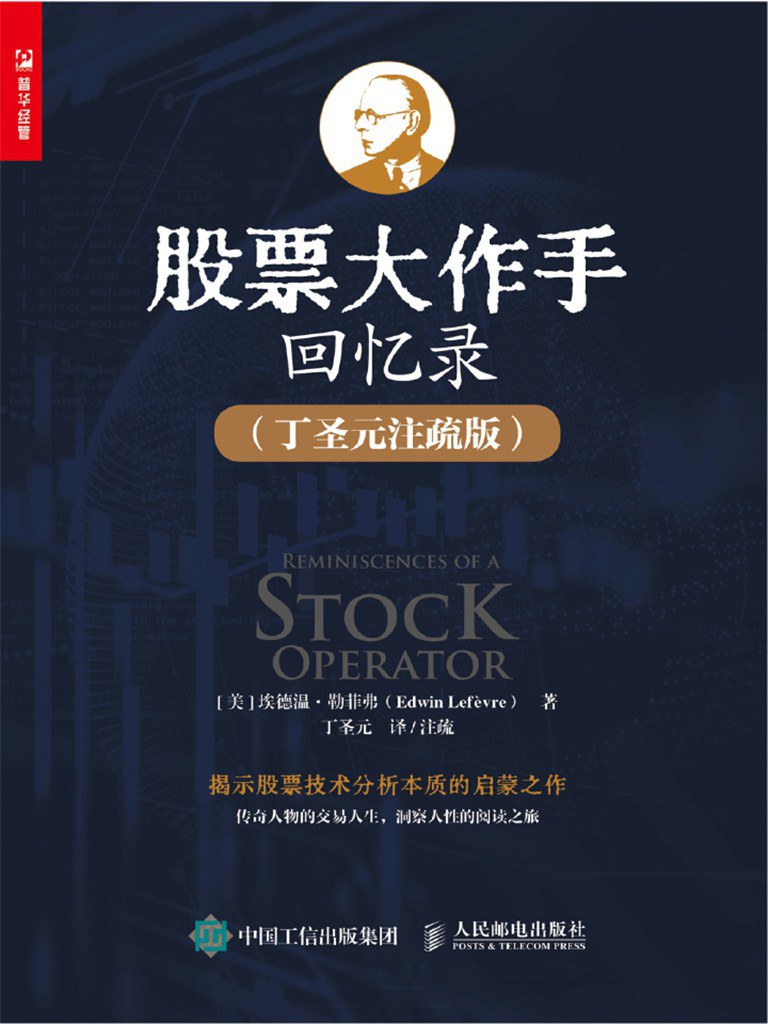 普华经管
股票大作手
回忆录
（丁圣元注疏版）
REMINISCENCES OF A
STOCK
OPERATOR
[美]埃德温·勒菲弗（Edwin Lefèvre） 著
丁圣元 译/注疏
揭示股票技术分析本质的启蒙之作
传奇人物的交易人生，洞察人性的阅读之旅
中国工信出版集团
人民邮电出版社
POSTS & TELECOM PRESS